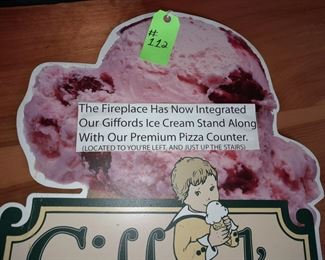 #
112
The Fireplace Has Now Integrated
Our Giffords Ice Cream Stand Along
With Our Premium Pizza Counter.
(LOCATED TO YOU'RE LEFT, AND JUST UP THE STAIRS)